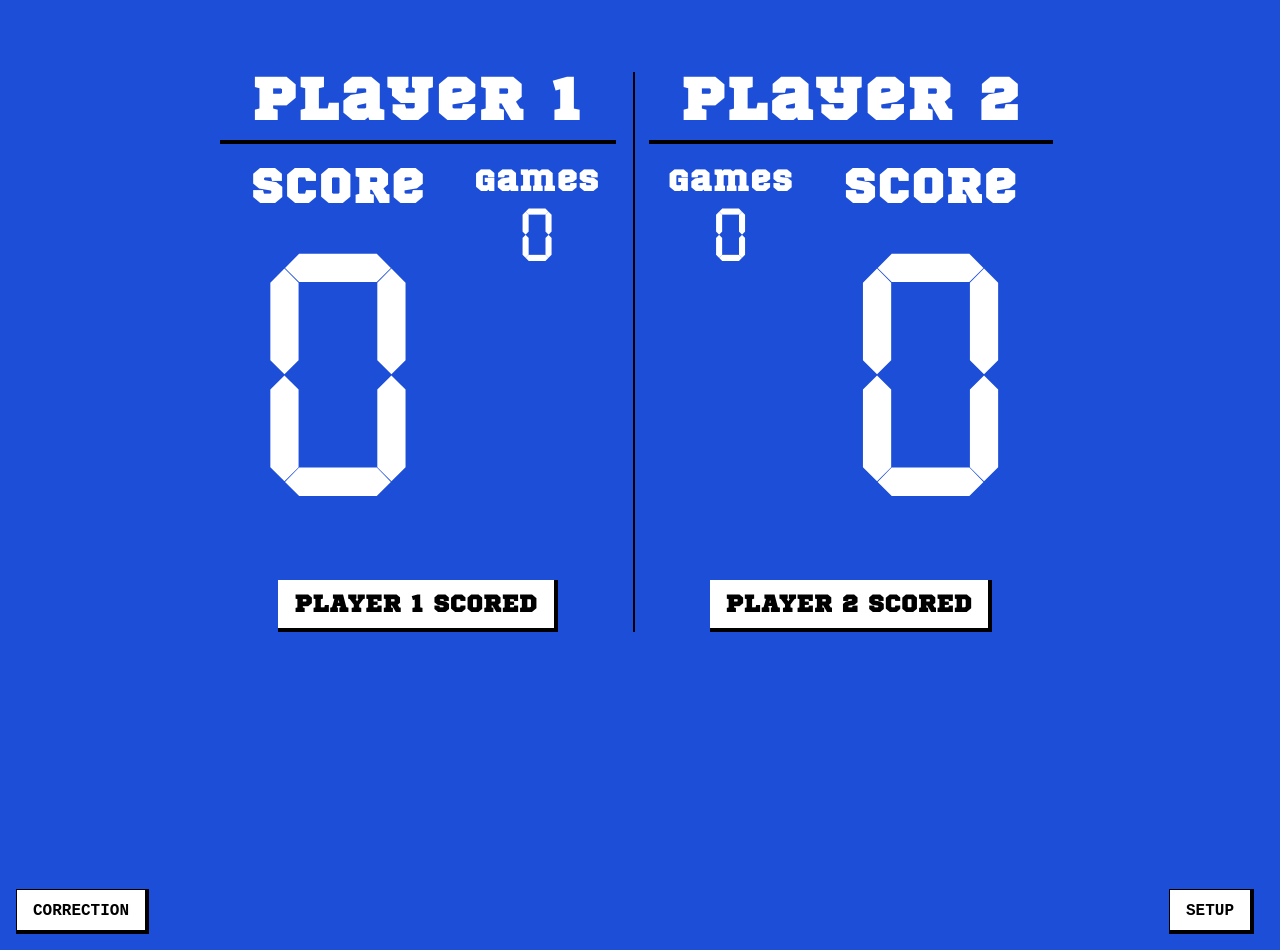 PLayeR 1
SCORe
Games
0
0
PLAYER 1 SCORED
PLayeR 2
Games
SCORe
0
0
PLAYER 2 SCORED
CORRECTION
SETUP